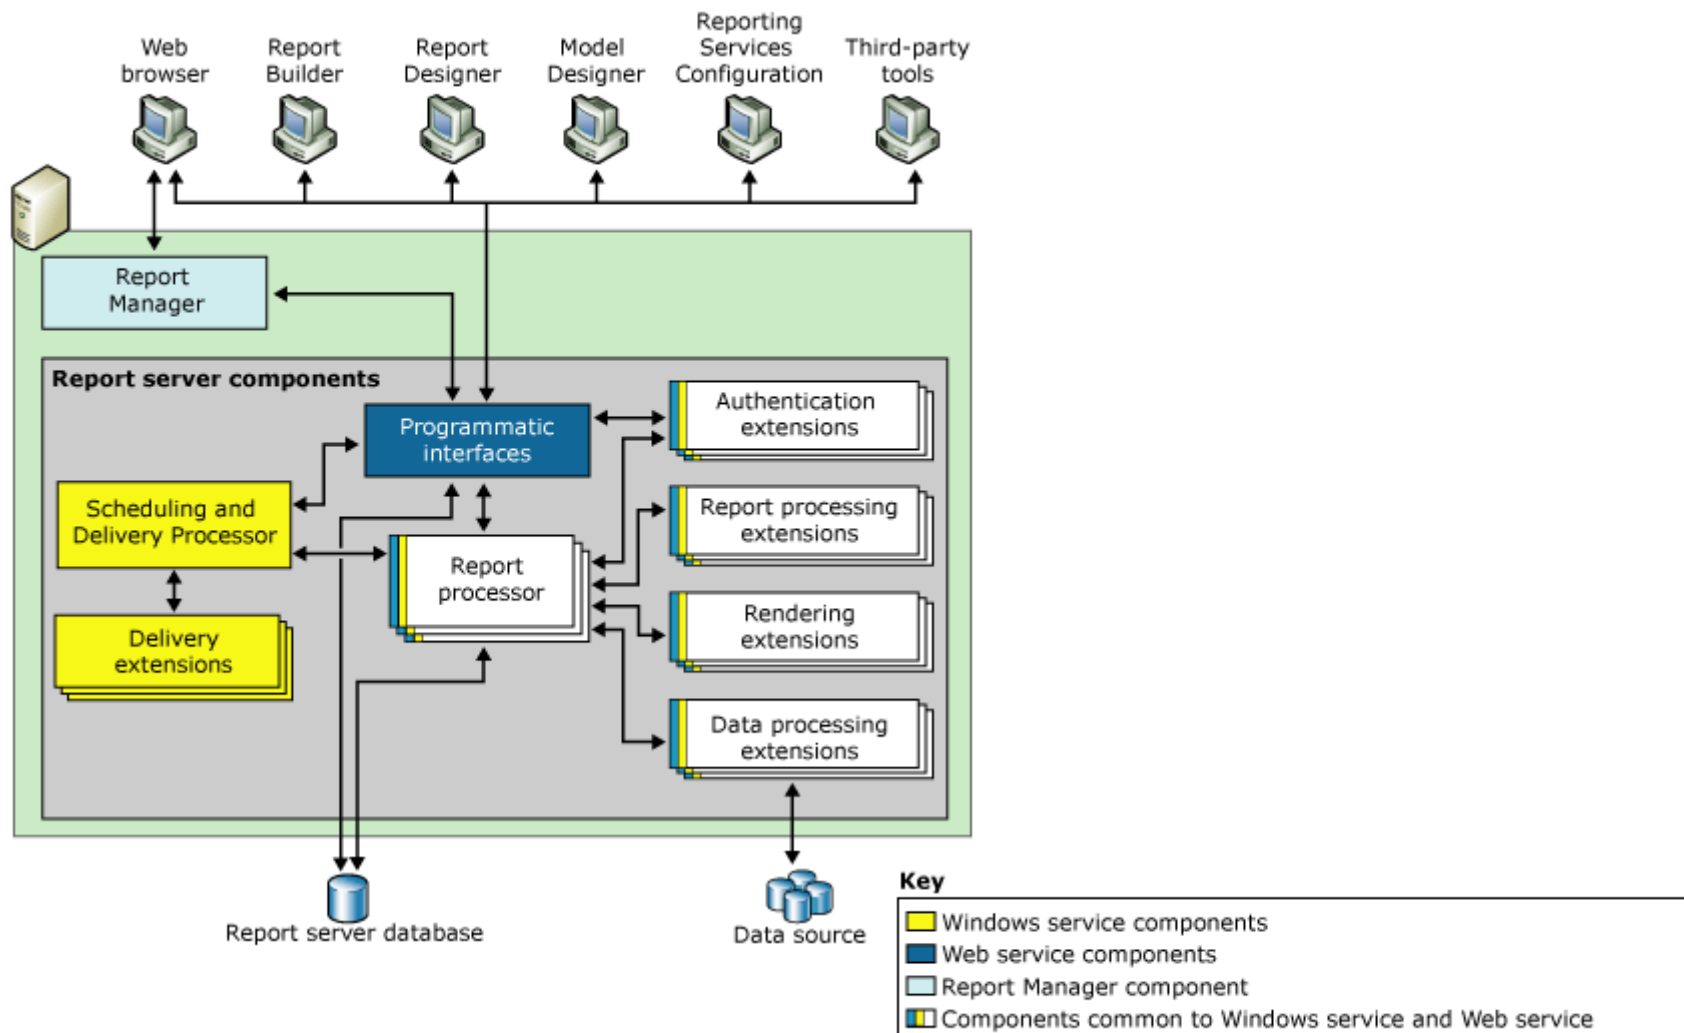 Web
browser
Report
Builder
Report
Designer
Model
Designer
Reporting
Services
Configuration
Third-party
tools
Report
Manager
Report server components
Programmatic
interfaces
Authentication
extensions
Scheduling and
Delivery Processor
Report processing
extensions
Report
processor
Rendering
extensions
Delivery
extensions
Data processing
extensions
Report server database
Data source
Key
Windows service components
Web service components
Report Manager component
Components common to Windows service and Web service